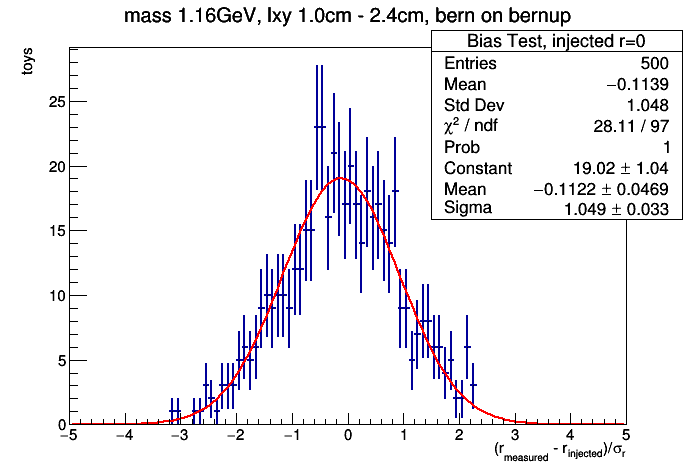 mass 1.16GeV, lxy 1.0cm - 2.4cm, bern on bernup
Bias Test, injected r=0
Entries 500
Mean −0.1139
Std Dev 1.048
χ² / ndf 28.11 / 97
Prob 1
Constant 19.02 ± 1.04
Mean −0.1122 ± 0.0469
Sigma 1.049 ± 0.033
toys
25
20
15
10
5
0
−5 −4 −3 −2 −1 0 1 2 3 4 5
(r_measured - r_injected)/σ_r